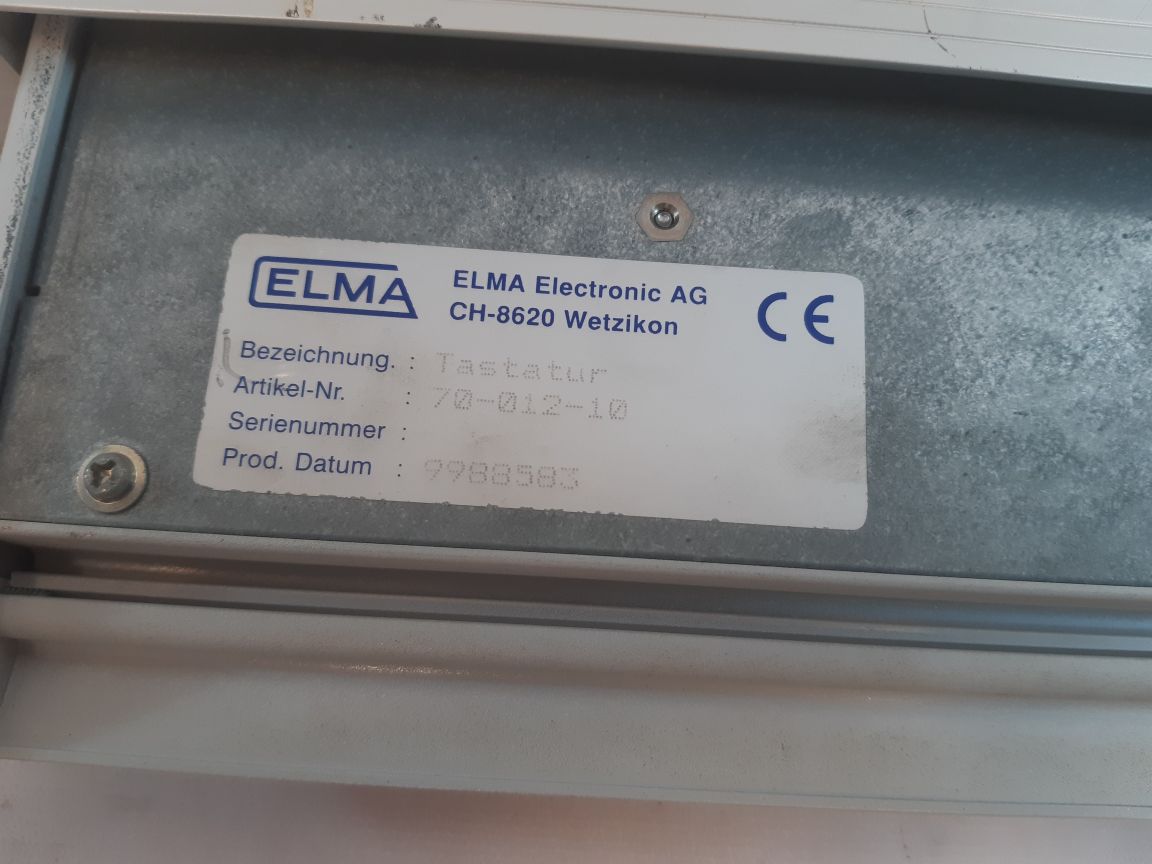 ELMA
ELMA Electronic AG
CH-8620 Wetzikon
CE
Bezeichnung. : Tastatur
Artikel-Nr. : 70-012-10
Serienummer :
Prod. Datum : 9988583